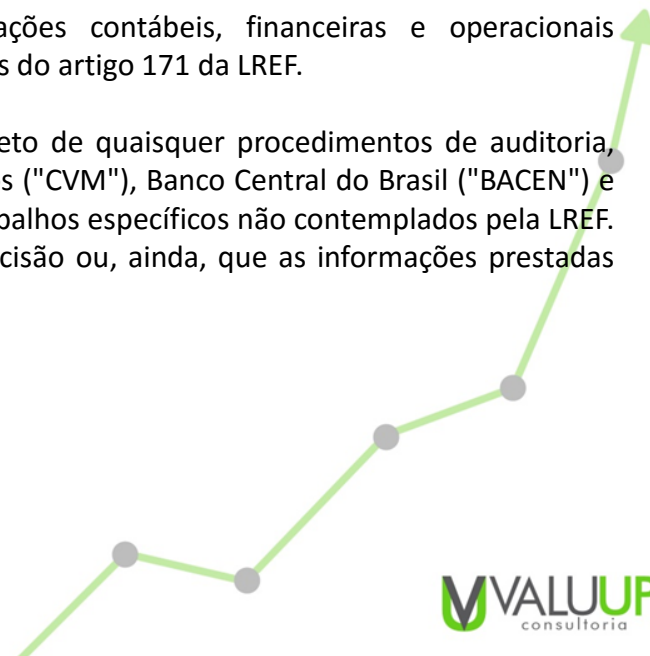 ações contábeis, financeiras e operacionais
s do artigo 171 da LREF.
eto de quaisquer procedimentos de auditoria,
s ("CVM"), Banco Central do Brasil ("BACEN") e
balhos específicos não contemplados pela LREF.
cisão ou, ainda, que as informações prestadas
VALUUP
consultoria